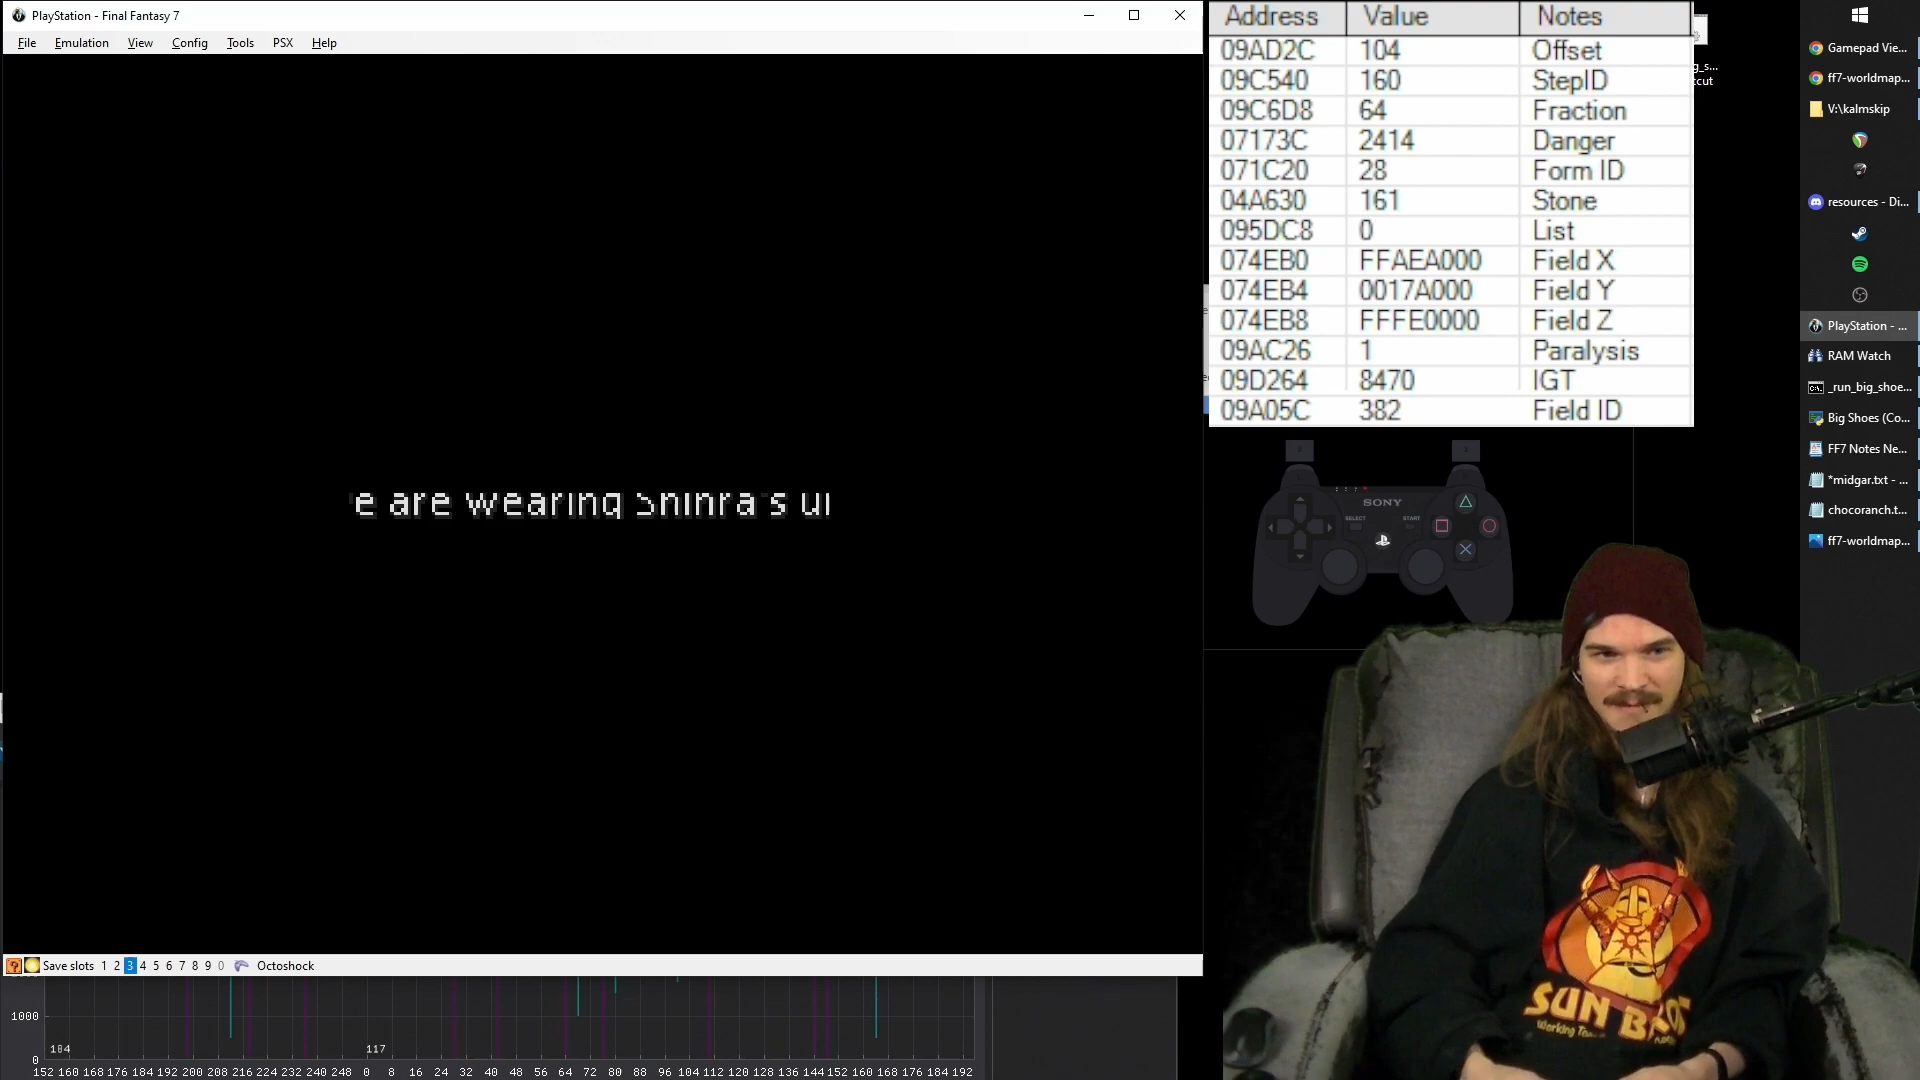 PlayStation - Final Fantasy 7
File Emulation View Config Tools PSX Help
e are wearing Shinra's u
Save slots 1 2 3 4 5 6 7 8 9 0 Octoshock
1000
0
104 117
152 160 168 176 184 192 200 208 216 224 232 240 248 0 8 16 24 32 40 48 56 64 72 80 88 96 104 112 120 128 136 144 152 160 168 176 184 192
Address Value Notes
09AD2C 104 Offset
09C540 160 StepID
09C6D8 64 Fraction
07173C 2414 Danger
071C20 28 Form ID
04A630 161 Stone
095DC8 0 List
074EB0 FFAEA000 Field X
074EB4 0017A000 Field Y
074EB8 FFFE0000 Field Z
09AC26 1 Paralysis
09D264 8470 IGT
09A05C 382 Field ID
g_s...
tcut
SONY
SELECT START
SUN B
Working T
Gamepad Vie...
ff7-worldmap...
V:\kalmskip
resources - Di...
PlayStation - ...
RAM Watch
_run_big_shoe...
Big Shoes (Co...
FF7 Notes Ne...
*midgar.txt - ...
chocoranch.t...
ff7-worldmap...